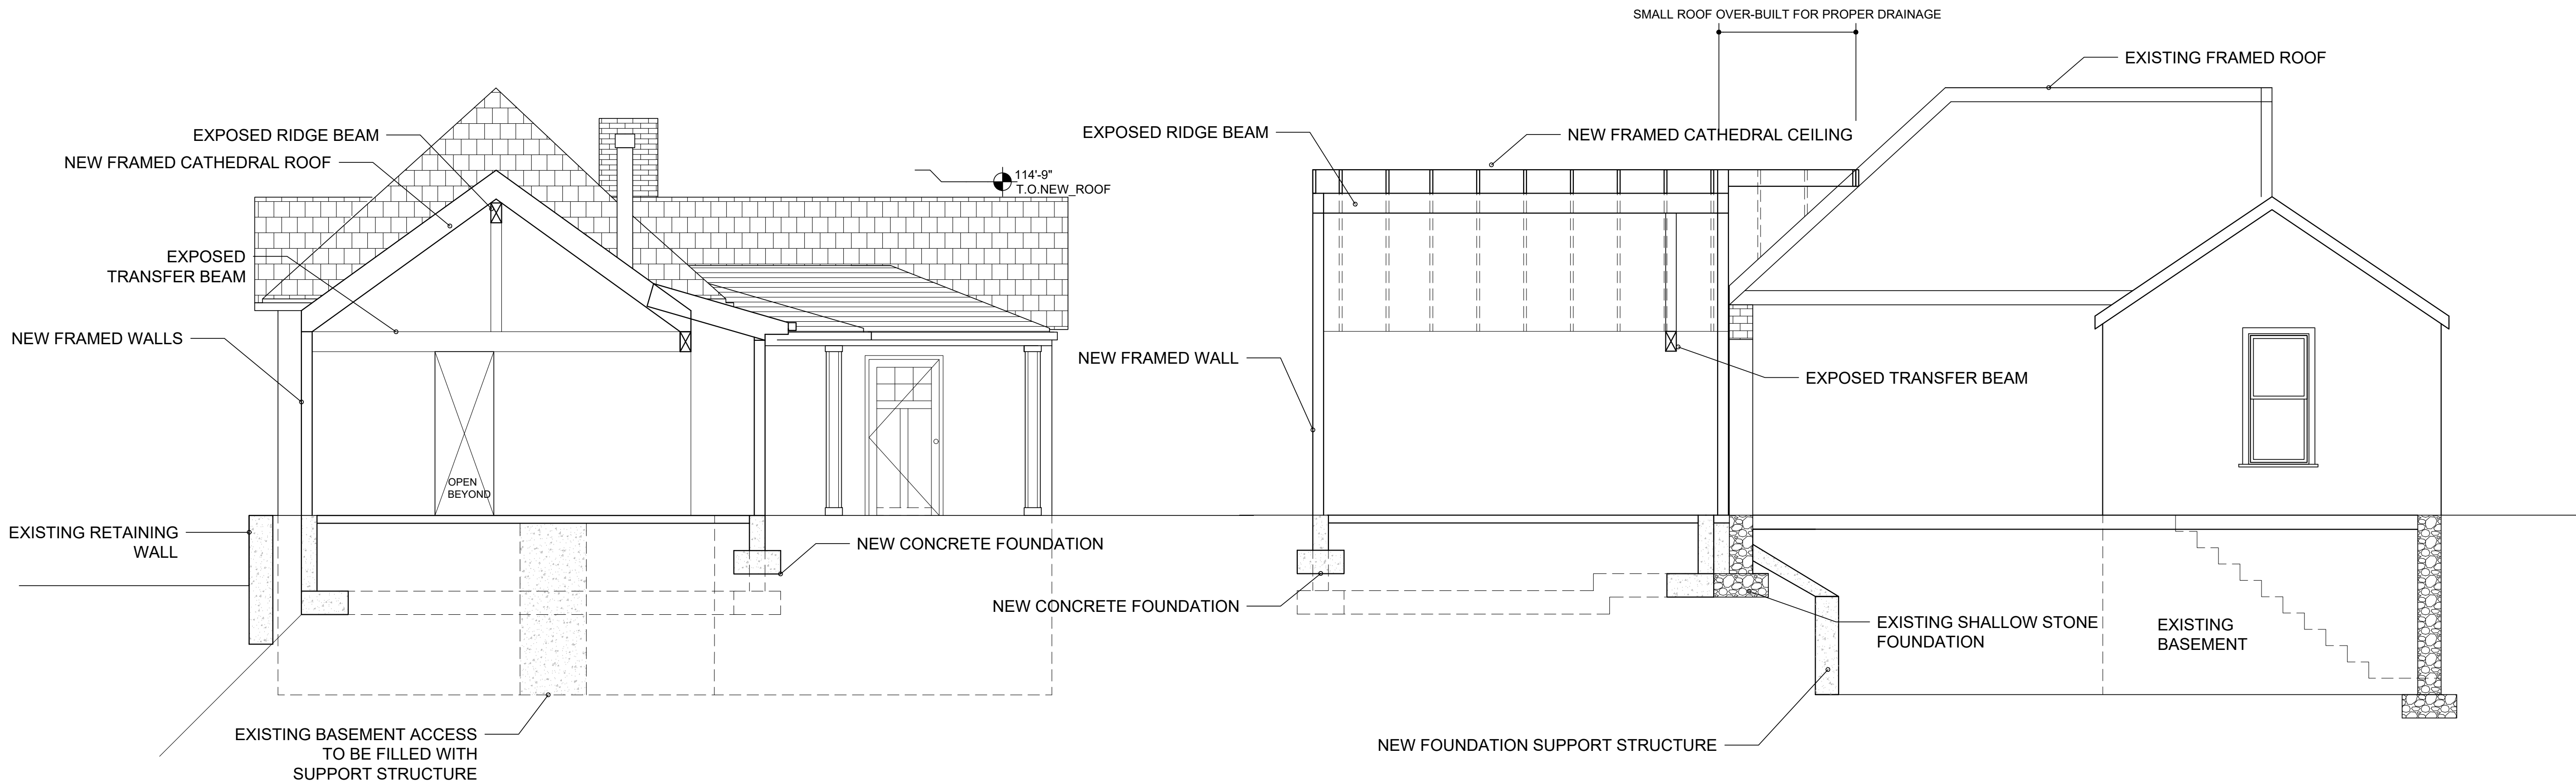 EXPOSED RIDGE BEAM
NEW FRAMED CATHEDRAL ROOF
EXPOSED
TRANSFER BEAM
NEW FRAMED WALLS
EXISTING RETAINING
WALL
EXISTING BASEMENT ACCESS
TO BE FILLED WITH
SUPPORT STRUCTURE
OPEN
BEYOND
114'-9"
T.O.NEW_ROOF
NEW CONCRETE FOUNDATION
SMALL ROOF OVER-BUILT FOR PROPER DRAINAGE
EXISTING FRAMED ROOF
EXPOSED RIDGE BEAM
NEW FRAMED CATHEDRAL CEILING
NEW FRAMED WALL
EXPOSED TRANSFER BEAM
NEW CONCRETE FOUNDATION
EXISTING SHALLOW STONE
FOUNDATION
EXISTING
BASEMENT
NEW FOUNDATION SUPPORT STRUCTURE